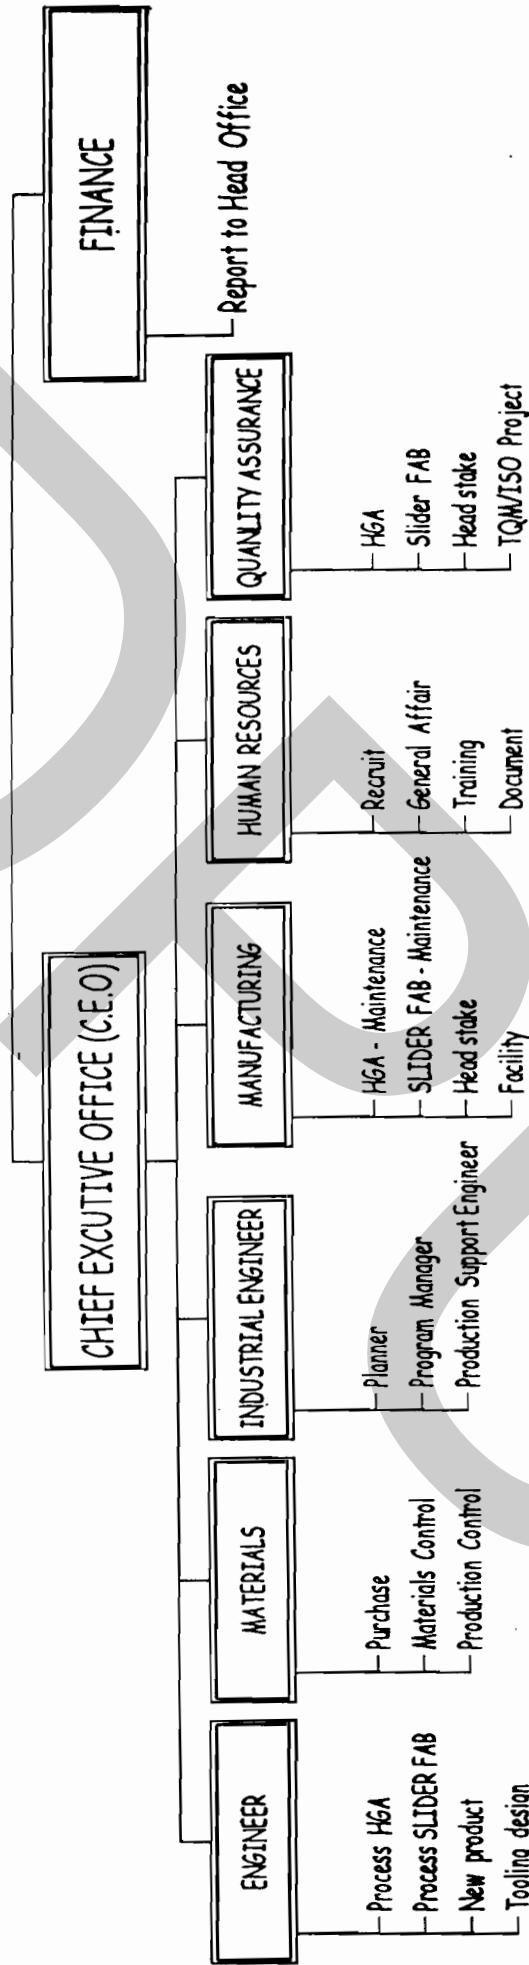 CHIEF EXCUTIVE OFFICE (C.E.O)
FINANCE
Report to Head Office
ENGINEER
Process HGA
Process SLIDER FAB
New product
Tooling design
MATERIALS
Purchase
Materials Control
Production Control
INDUSTRIAL ENGINEER
Planner
Program Manager
Production Support Engineer
MANUFACTURING
HGA - Maintenance
SLIDER FAB - Maintenance
Head stake
Facility
HUMAN RESOURCES
Recruit
General Affair
Training
Document
QUANLITY ASSURANCE
HGA
Slider FAB
Head stake
TQM/ISO Project